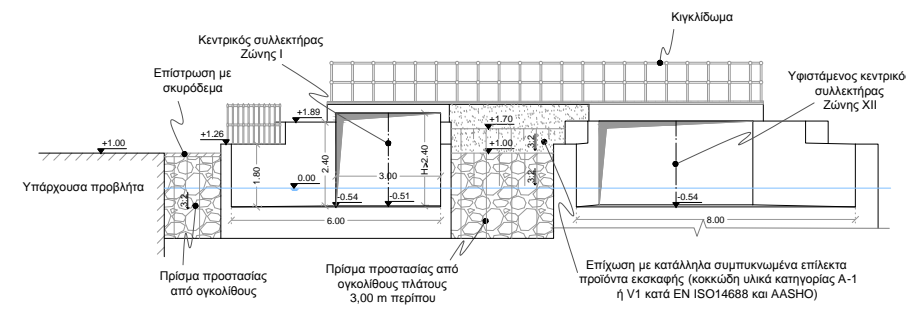 Κιγκλίδωμα
Κεντρικός συλλεκτήρας
Ζώνης Ι
Επίστρωση με
σκυρόδεμα
Υφιστάμενος κεντρικός
συλλεκτήρας
Ζώνης XII
+1.00
+1.26
+1.89
+1.70
+1.00
Υπάρχουσα προβλήτα
3:2
1.80
0.00
2.40
3.00
H≥2.40
-0.54
-0.51
6.00
3:2
3:2
-0.54
8.00
Πρίσμα προστασίας
από ογκολίθους
Πρίσμα προστασίας από
ογκολίθους πλάτους
3,00 m περίπου
Επίχωση με κατάλληλα συμπυκνωμένα επίλεκτα
προϊόντα εκσκαφής (κοκκώδη υλικά κατηγορίας Α-1
ή V1 κατά EN ISO14688 και AASHO)